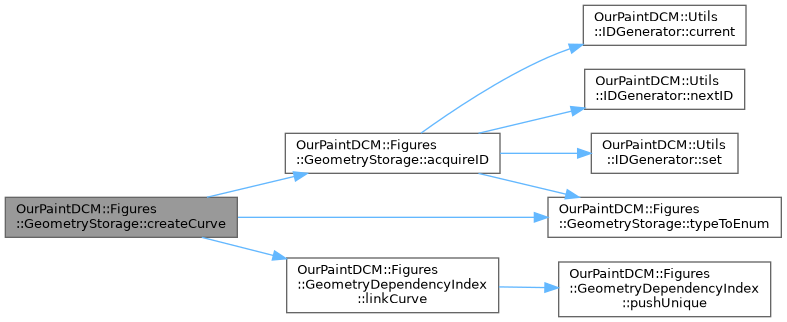 OurPaintDCM::Figures
::GeometryStorage::createCurve
OurPaintDCM::Figures
::GeometryStorage::acquireID
OurPaintDCM::Utils
::IDGenerator::current
OurPaintDCM::Utils
::IDGenerator::nextID
OurPaintDCM::Utils
::IDGenerator::set
OurPaintDCM::Figures
::GeometryStorage::typeToEnum
OurPaintDCM::Figures
::GeometryDependencyIndex
::linkCurve
OurPaintDCM::Figures
::GeometryDependencyIndex
::pushUnique